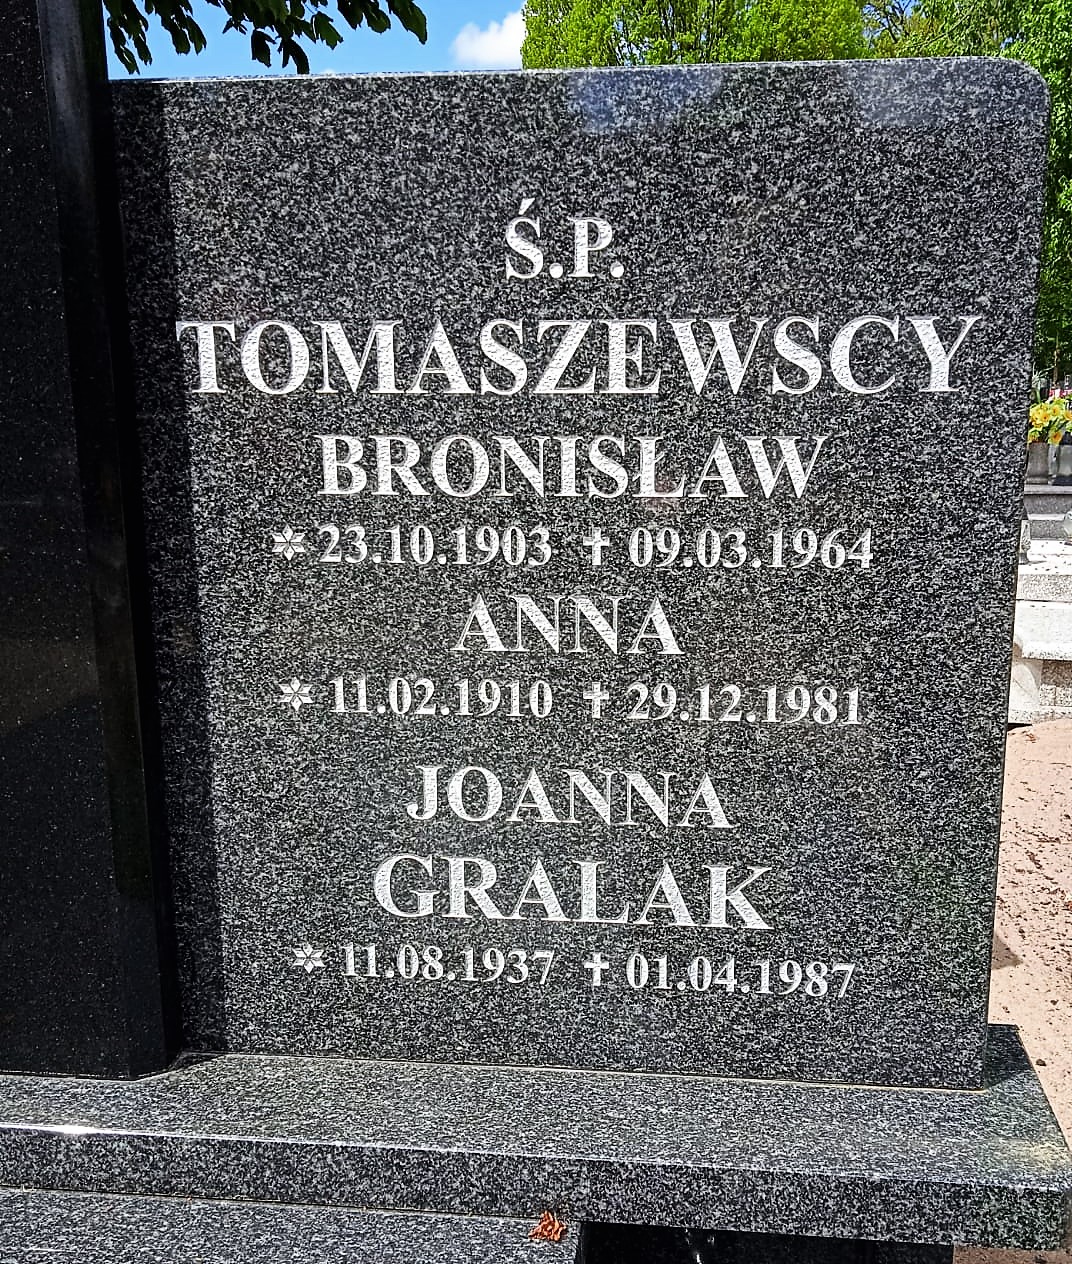 Ś.P.
TOMASZEWSCY
BRONISŁAW
✲ 23.10.1903 ✝ 09.03.1964
ANNA
✲ 11.02.1910 ✝ 29.12.1981
JOANNA
GRALAK
✲ 11.08.1937 ✝ 01.04.1987